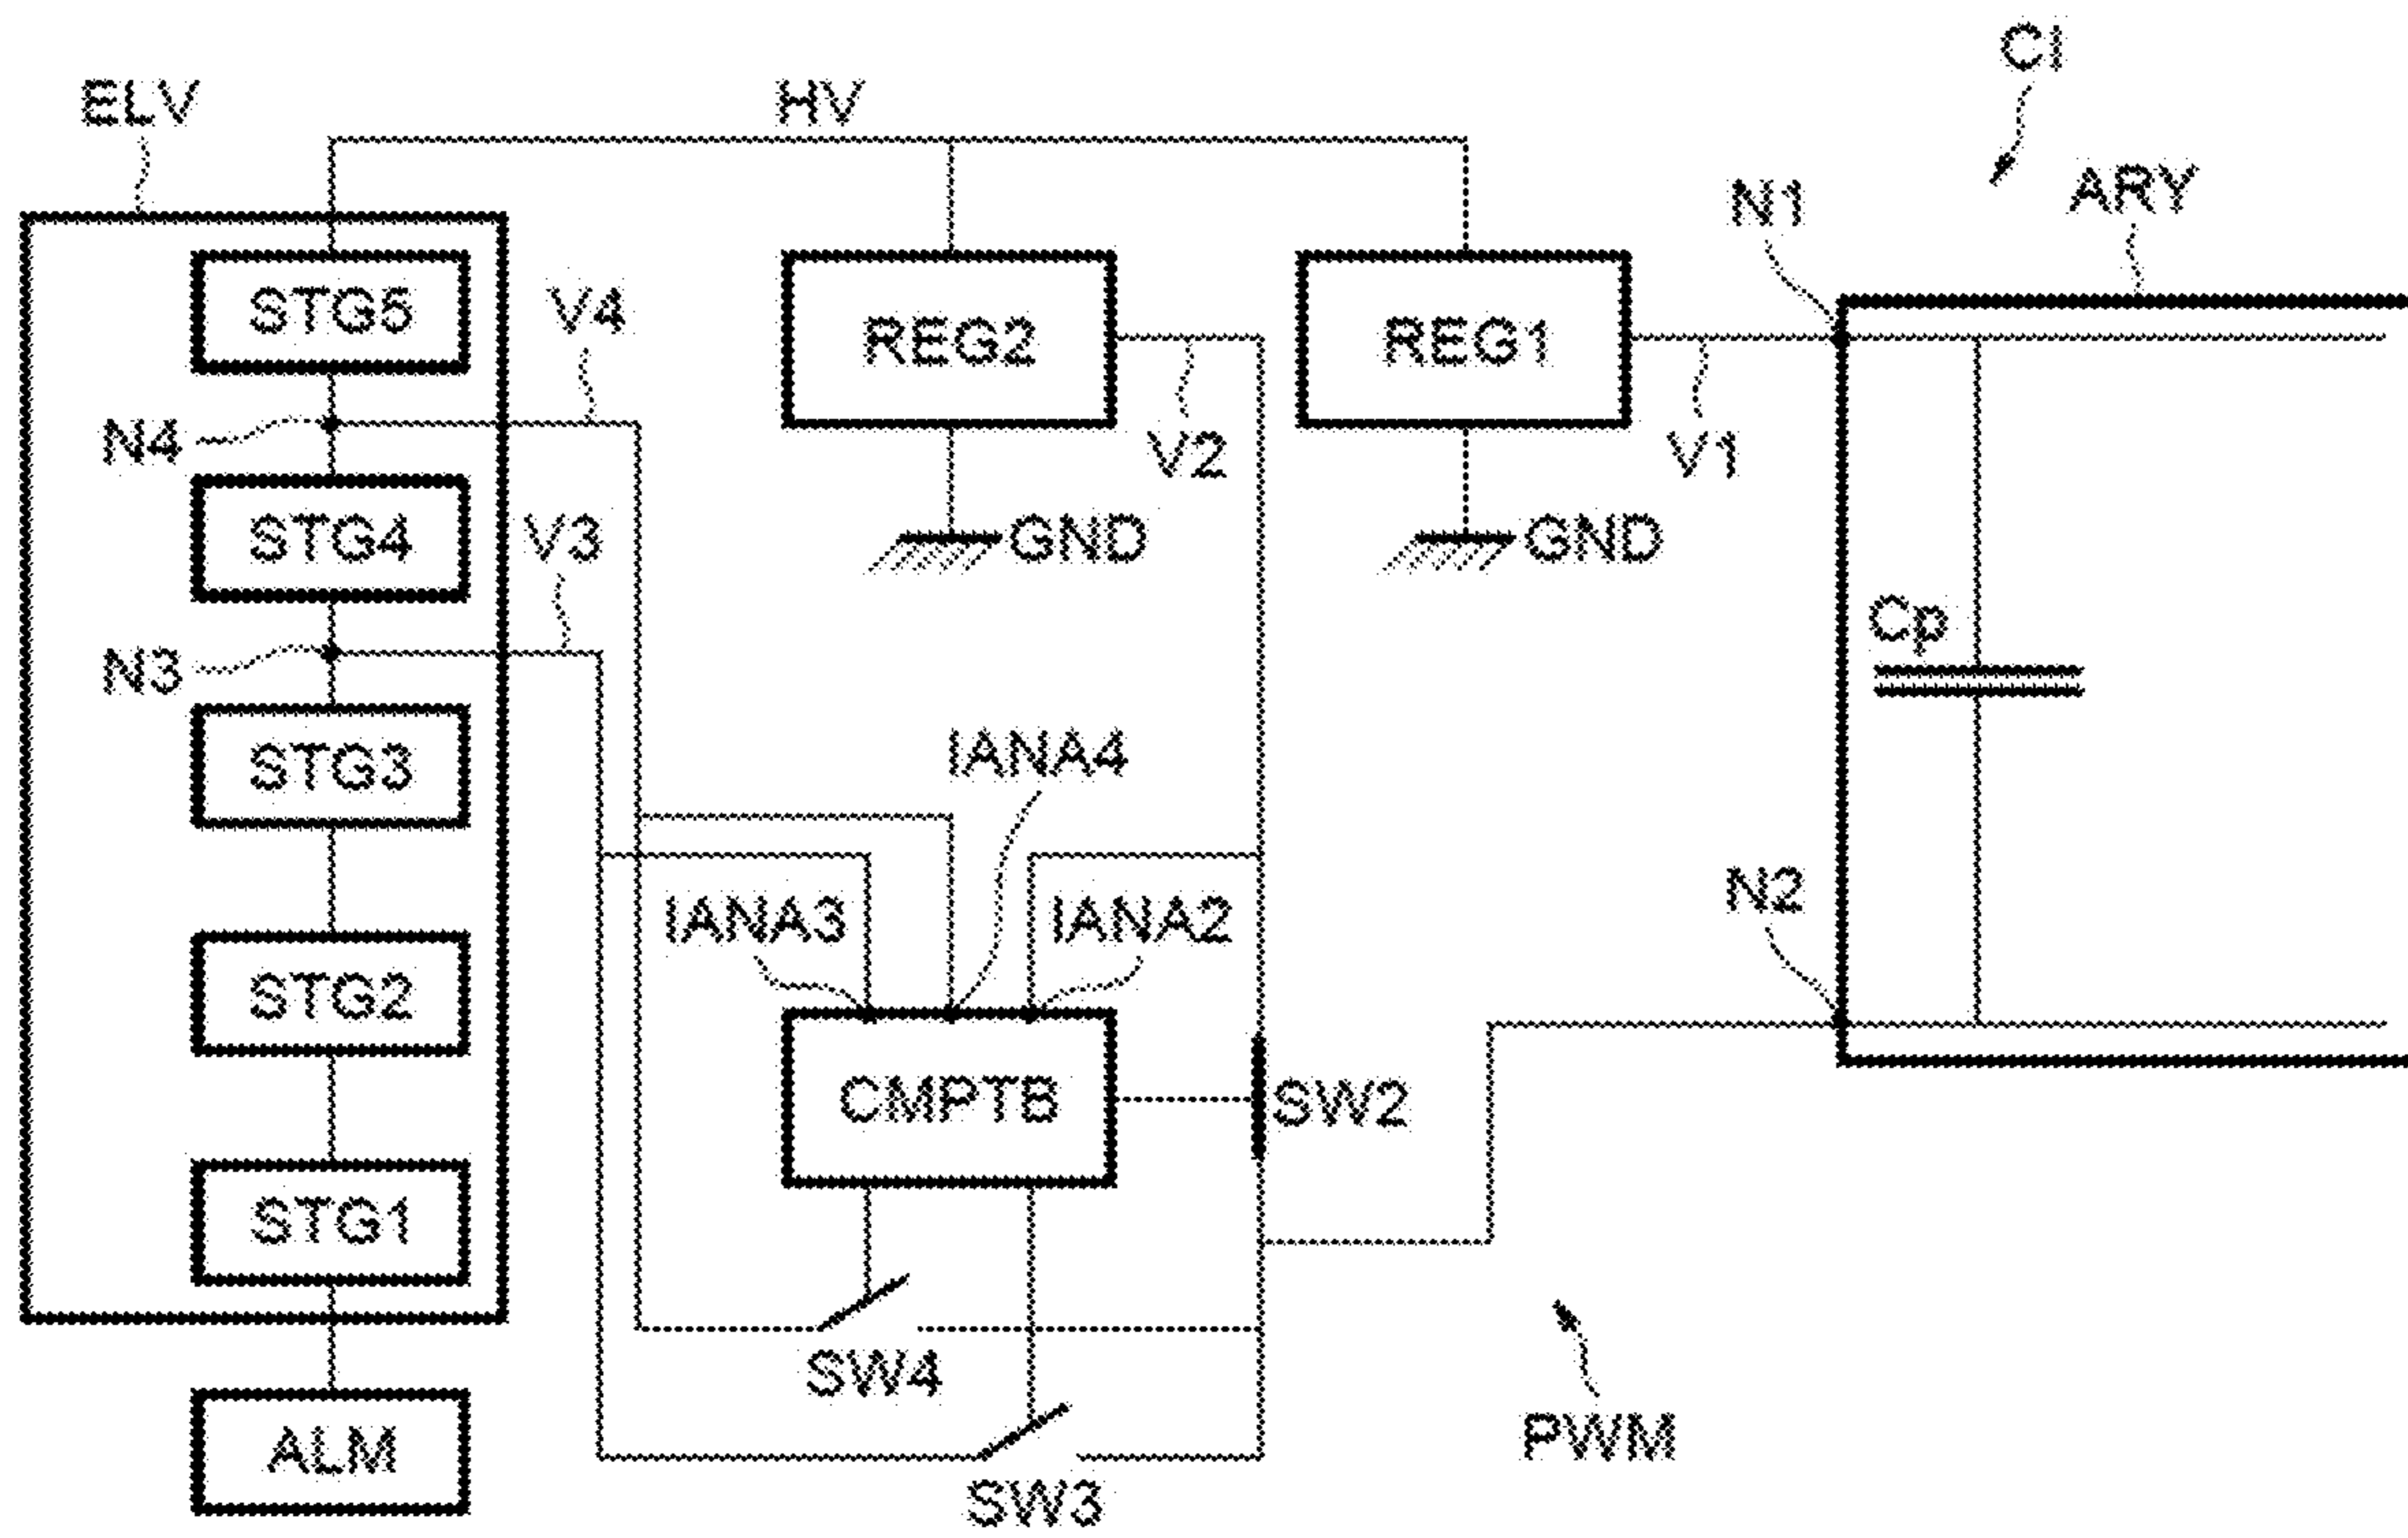 CI
ELV
HV
ARY
N1
STG5
V4
REG2
REG1
N4
V2
V1
STG4
V3
GND
GND
Cp
N3
STG3
IANA4
N2
IANA3
IANA2
STG2
CMPTB
SW2
STG1
SW4
PWM
ALM
SW3